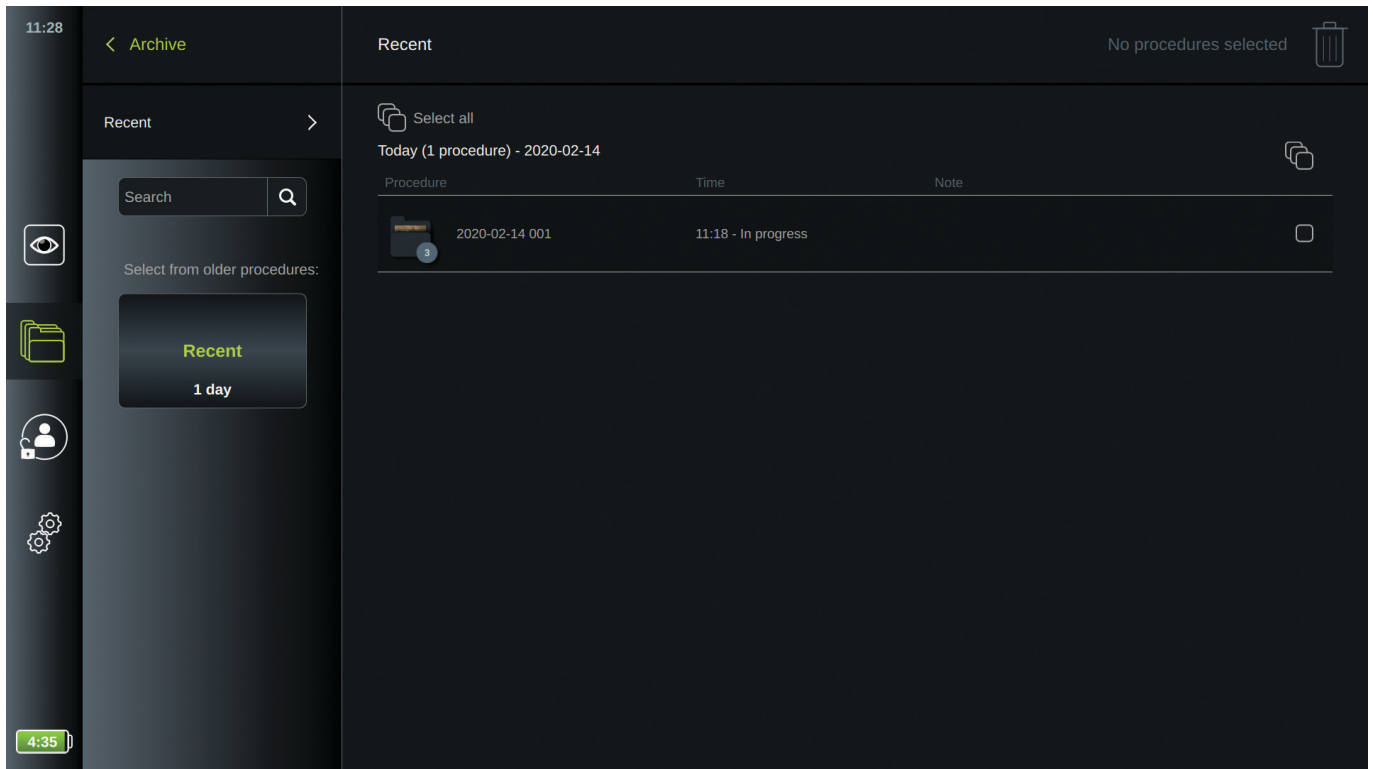 11:28
Archive
Recent
No procedures selected
Recent
Select all
Today (1 procedure) - 2020-02-14
Procedure Time Note
Search
3
2020-02-14 001 11:18 - In progress
Select from older procedures:
Recent
1 day
4:35